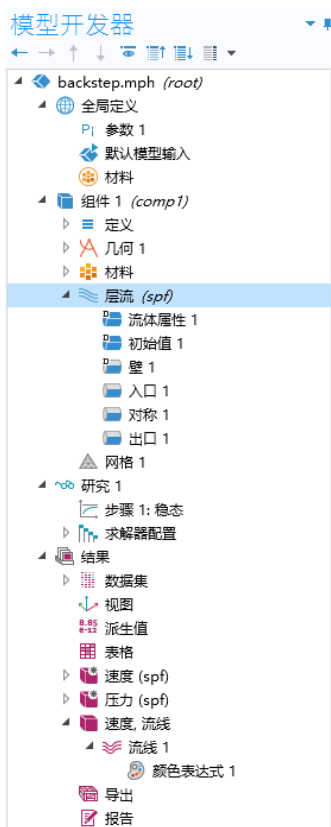 模型开发器
backstep.mph (root)
全局定义
Pi 参数 1
默认模型输入
材料
组件 1 (comp1)
定义
几何 1
材料
层流 (spf)
流体属性 1
初始值 1
壁 1
入口 1
对称 1
出口 1
网格 1
研究 1
步骤 1: 稳态
求解器配置
结果
数据集
视图
8.85
e-12 派生值
表格
速度 (spf)
压力 (spf)
速度, 流线
流线 1
颜色表达式 1
导出
报告